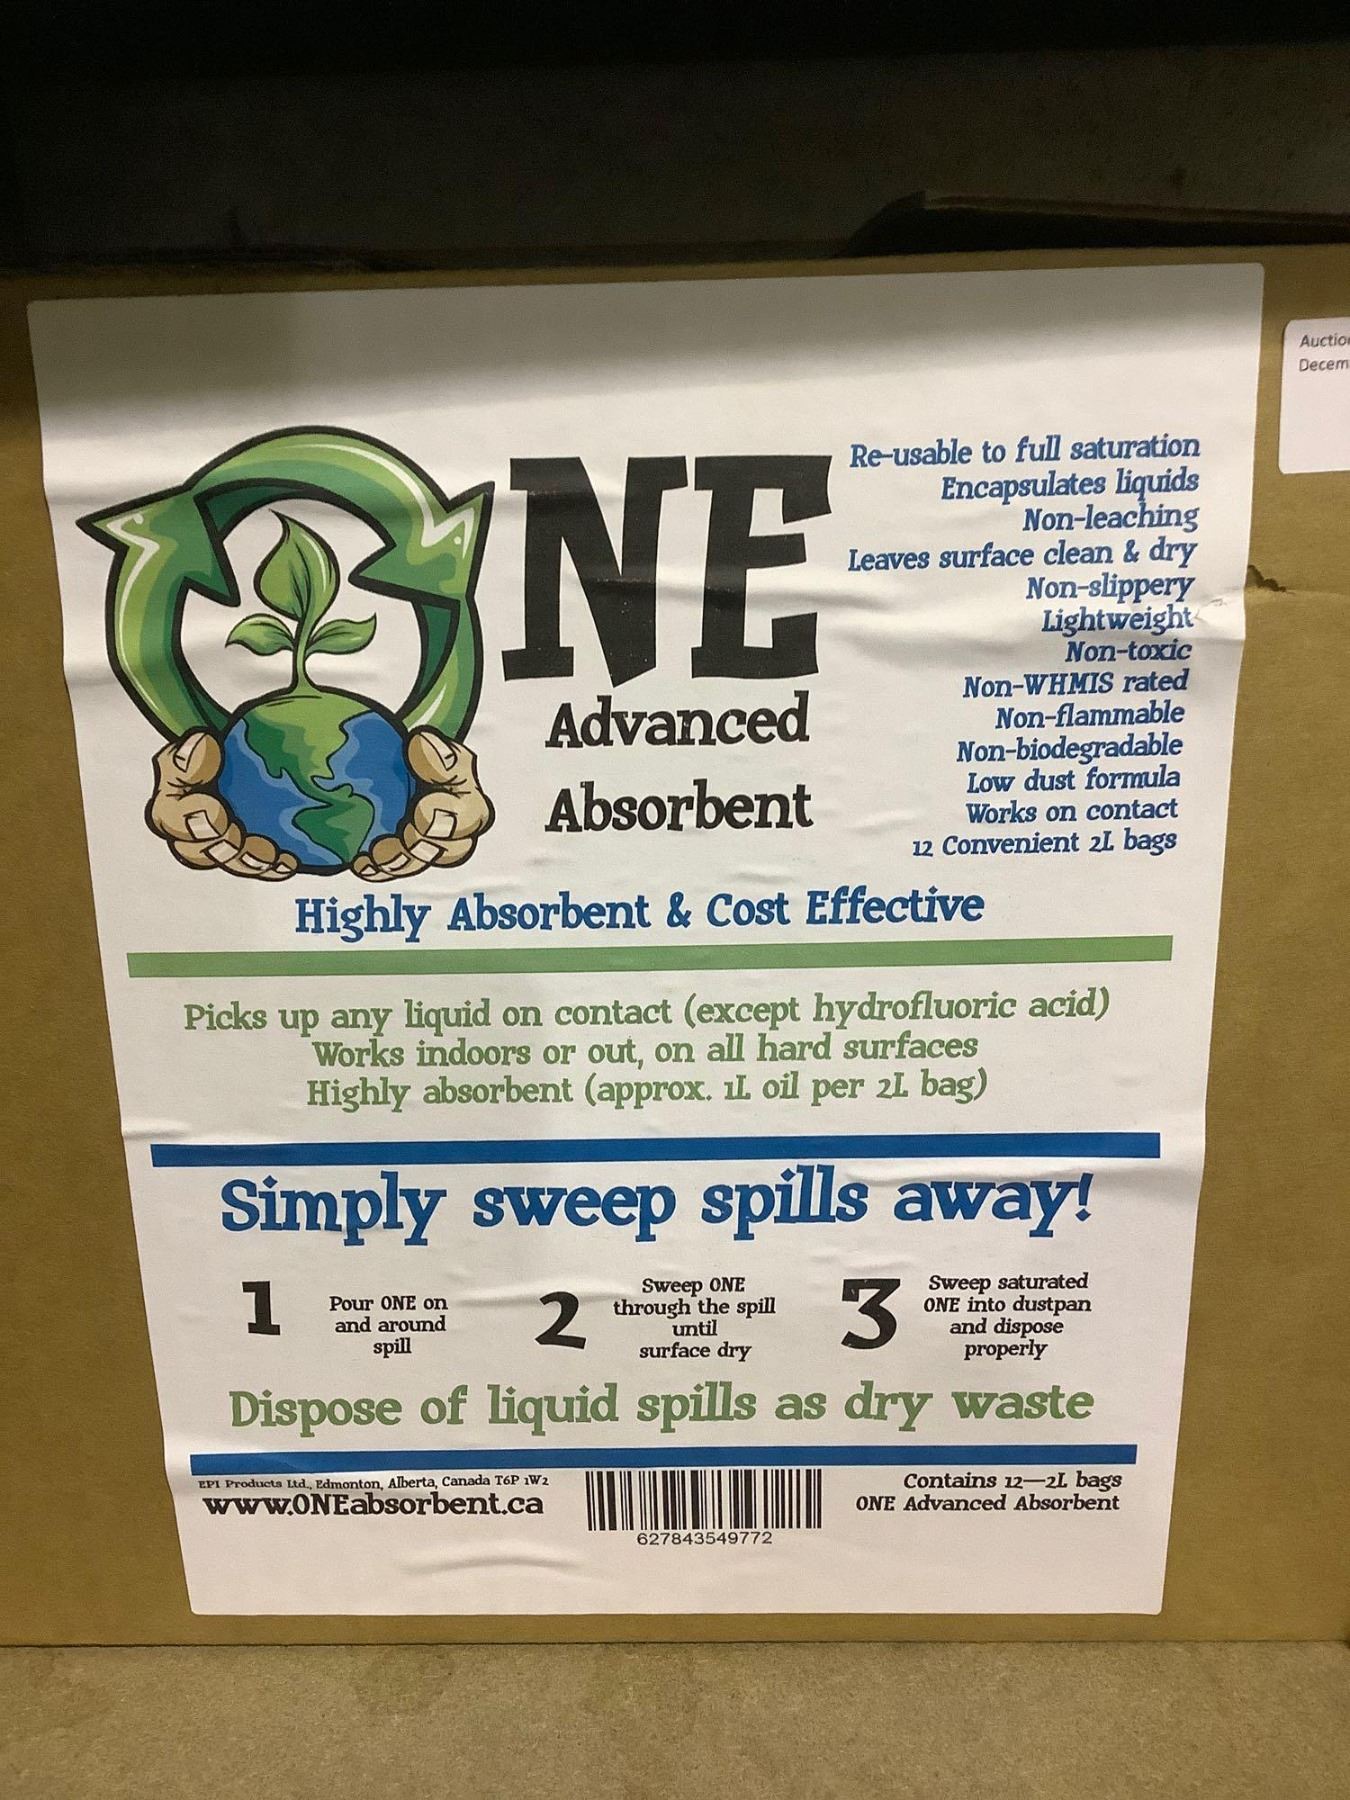 NE
Advanced
Absorbent
Re-usable to full saturation
Encapsulates liquids
Non-leaching
Leaves surface clean & dry
Non-slippery
Lightweight
Non-toxic
Non-WHMIS rated
Non-flammable
Non-biodegradable
Low dust formula
Works on contact
12 Convenient 2L bags
Highly Absorbent & Cost Effective
Picks up any liquid on contact (except hydrofluoric acid)
Works indoors or out, on all hard surfaces
Highly absorbent (approx. 1L oil per 2L bag)
Simply sweep spills away!
1
Pour ONE on
and around
spill
2
Sweep ONE
through the spill
until
surface dry
3
Sweep saturated
ONE into dustpan
and dispose
properly
Dispose of liquid spills as dry waste
EPI Products Ltd., Edmonton, Alberta, Canada T6P 1W2
www.ONEabsorbent.ca
627843549772
Contains 12—2L bags
ONE Advanced Absorbent
Auctio
Decem